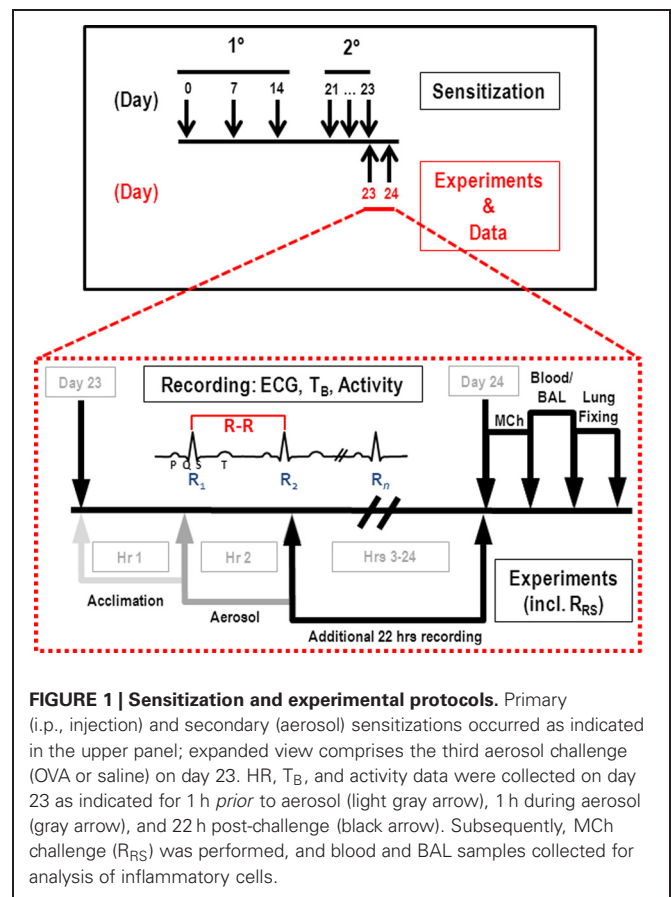 1° 2°
0 7 14 21 ... 23
(Day)
Sensitization
(Day)
23 24
Experiments
&
Data
Day 23
Recording: ECG, TB, Activity
Day 24
Blood/
BAL
MCh
Lung
Fixing
R-R
P Q S T
R1 R2 Rn
Hr 1 Hr 2 Hrs 3-24
Acclimation
Aerosol
Additional 22 hrs recording
Experiments
(incl. RRS)
FIGURE 1 | Sensitization and experimental protocols. Primary
(i.p., injection) and secondary (aerosol) sensitizations occurred as indicated
in the upper panel; expanded view comprises the third aerosol challenge
(OVA or saline) on day 23. HR, TB, and activity data were collected on day
23 as indicated for 1 h prior to aerosol (light gray arrow), 1 h during aerosol
(gray arrow), and 22 h post-challenge (black arrow). Subsequently, MCh
challenge (RRS) was performed, and blood and BAL samples collected for
analysis of inflammatory cells.